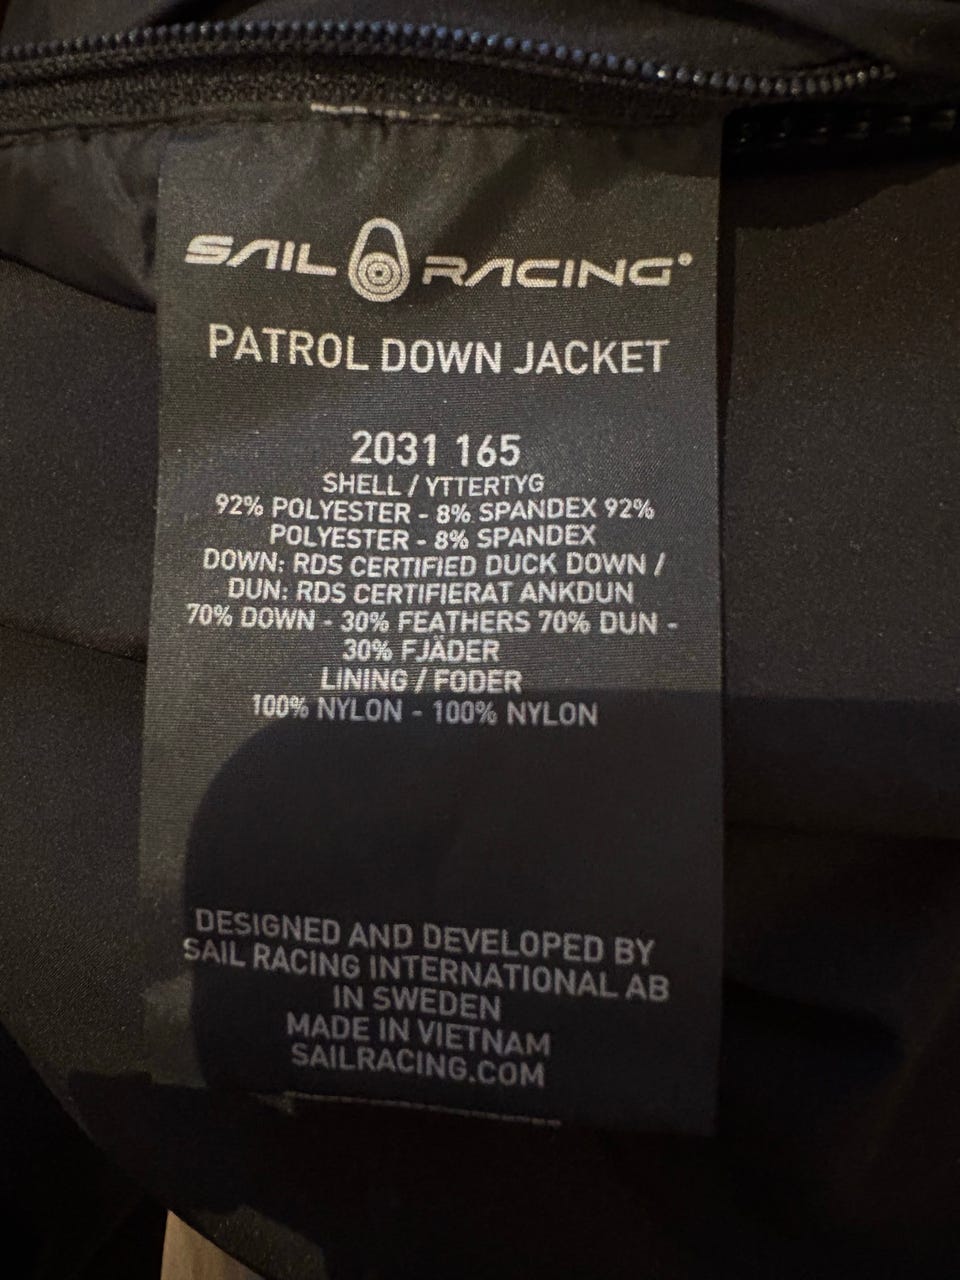 SAIL RACING®
PATROL DOWN JACKET
2031 165
SHELL / YTTERTYG
92% POLYESTER - 8% SPANDEX 92%
POLYESTER - 8% SPANDEX
DOWN: RDS CERTIFIED DUCK DOWN /
DUN: RDS CERTIFIERAT ANKDUN
70% DOWN - 30% FEATHERS 70% DUN -
30% FJÄDER
LINING / FODER
100% NYLON - 100% NYLON
DESIGNED AND DEVELOPED BY
SAIL RACING INTERNATIONAL AB
IN SWEDEN
MADE IN VIETNAM
SAILRACING.COM